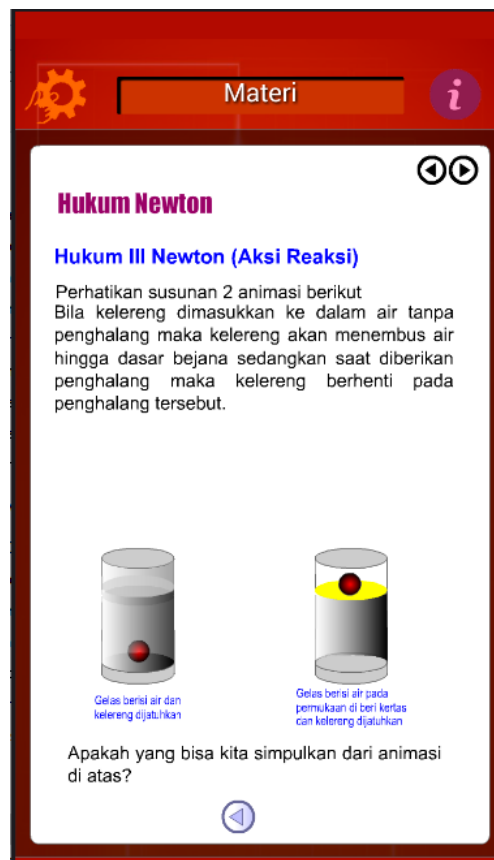 Materi
i
Hukum Newton
Hukum III Newton (Aksi Reaksi)
Perhatikan susunan 2 animasi berikut
Bila kelereng dimasukkan ke dalam air tanpa
penghalang maka kelereng akan menembus air
hingga dasar bejana sedangkan saat diberikan
penghalang maka kelereng berhenti pada
penghalang tersebut.
Gelas berisi air dan
kelereng dijatuhkan
Gelas berisi air pada
permukaan di beri kertas
dan kelereng dijatuhkan
Apakah yang bisa kita simpulkan dari animasi
di atas?